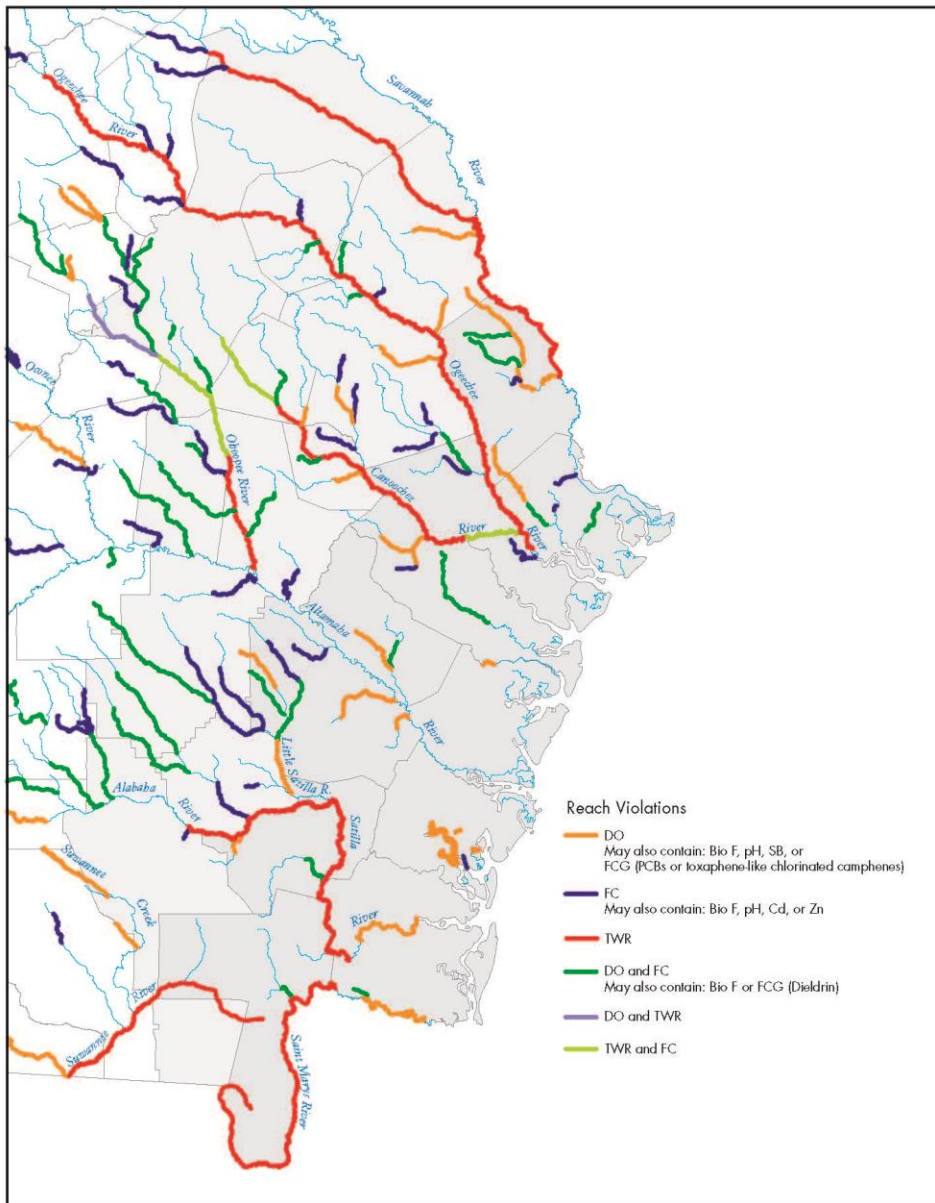 Savannah
River
Ogeechee
River
Oconee
River
Ogeechee
Ohoopee River
Canoochee
River
River
Altamaha
River
Little Satilla R.
Alabaha
River
Satilla
River
Suwannee
Creek
Suwannee
River
Saint Marys River
Reach Violations
DO
May also contain: Bio F, pH, SB, or
FCG (PCBs or toxaphene-like chlorinated camphenes)
FC
May also contain: Bio F, pH, Cd, or Zn
TWR
DO and FC
May also contain: Bio F or FCG (Dieldrin)
DO and TWR
TWR and FC